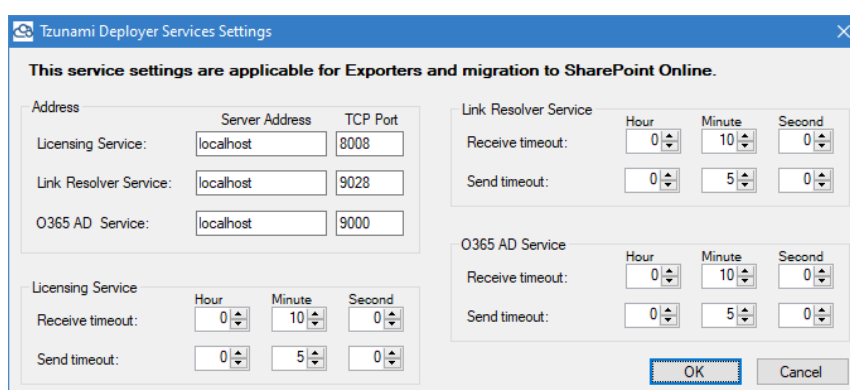 Tzunami Deployer Services Settings
This service settings are applicable for Exporters and migration to SharePoint Online.
Address
Server Address TCP Port
Licensing Service: localhost 8008
Link Resolver Service: localhost 9028
O365 AD Service: localhost 9000
Licensing Service
Hour Minute Second
Receive timeout: 0 10 0
Send timeout: 0 5 0
Link Resolver Service
Hour Minute Second
Receive timeout: 0 10 0
Send timeout: 0 5 0
O365 AD Service
Hour Minute Second
Receive timeout: 0 10 0
Send timeout: 0 5 0
OK Cancel